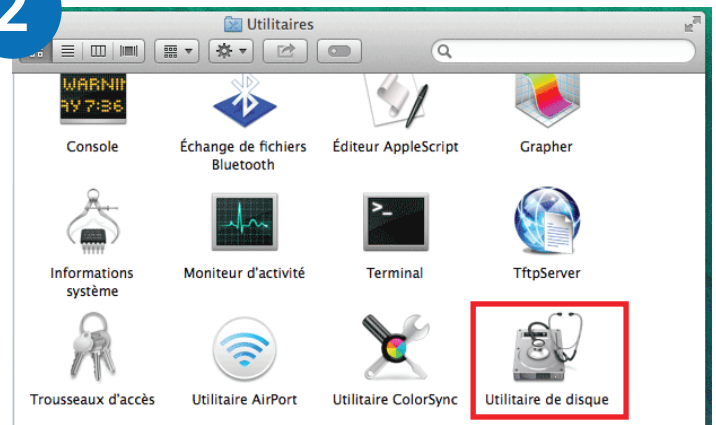 2
Utilitaires
WARNIN
AY 7:36
Console
Échange de fichiers
Bluetooth
Éditeur AppleScript
Grapher
>_
Informations
système
Moniteur d'activité
Terminal
TftpServer
Trousseaux d'accès
Utilitaire AirPort
Utilitaire ColorSync
Utilitaire de disque